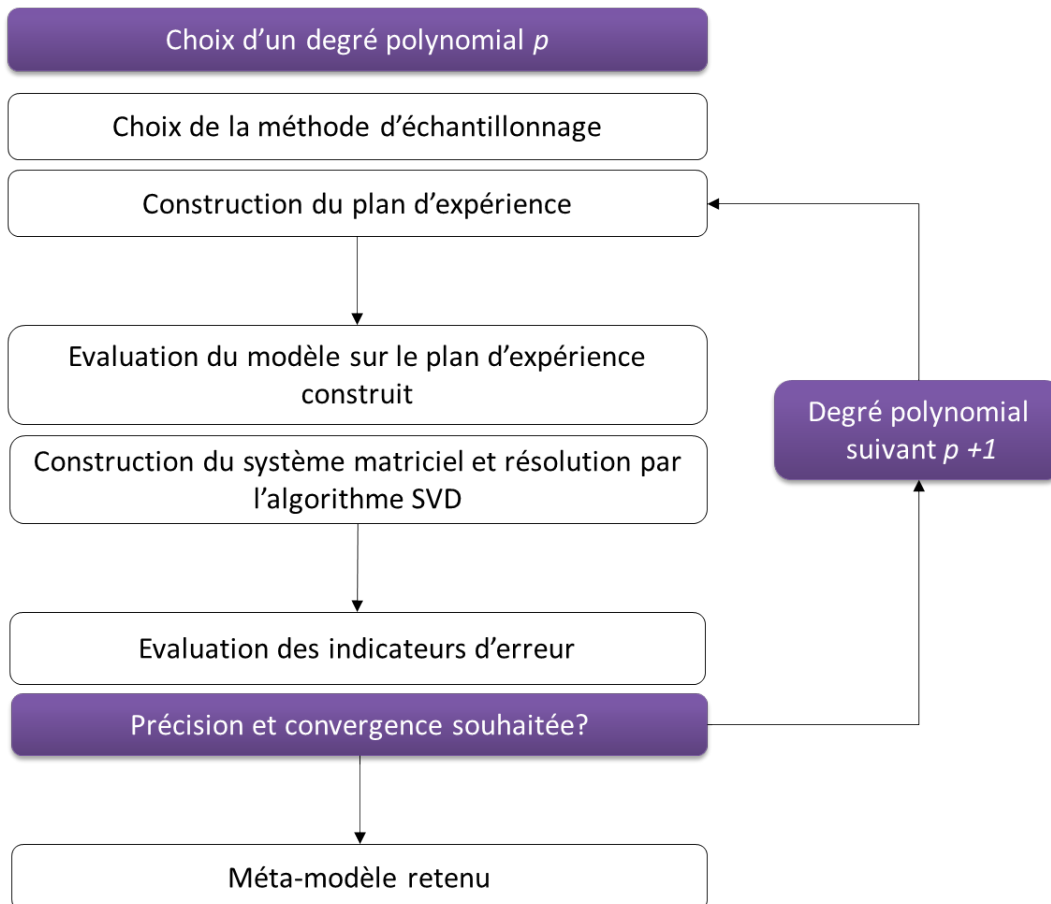 Choix d'un degré polynomial p
Choix de la méthode d'échantillonnage
Construction du plan d'expérience
Evaluation du modèle sur le plan d'expérience
construit
Construction du système matriciel et résolution par
l'algorithme SVD
Degré polynomial
suivant p +1
Evaluation des indicateurs d'erreur
Précision et convergence souhaitée?
Méta-modèle retenu